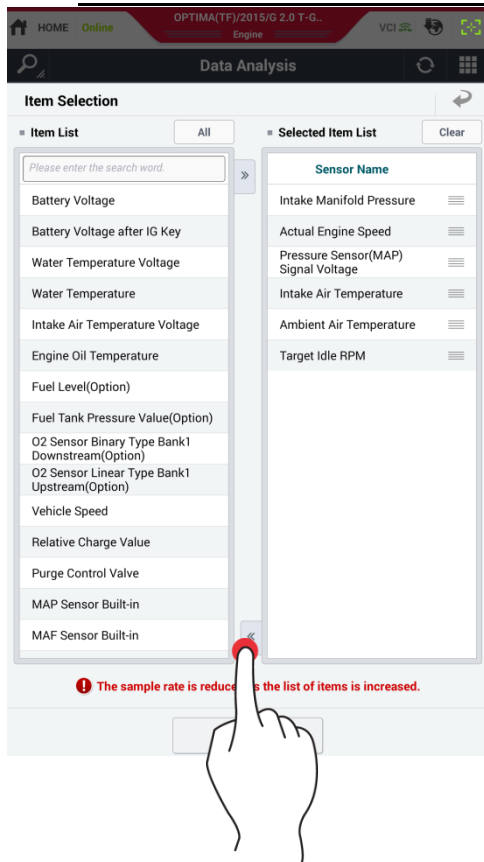 HOME Online
OPTIMA(TF)/2015/G 2.0 T-G..
Engine
VCI
Data Analysis
Item Selection
Item List
All
Selected Item List
Clear
Please enter the search word.
»
Sensor Name
Battery Voltage
Battery Voltage after IG Key
Water Temperature Voltage
Water Temperature
Intake Air Temperature Voltage
Engine Oil Temperature
Fuel Level(Option)
Fuel Tank Pressure Value(Option)
O2 Sensor Binary Type Bank1
Downstream(Option)
O2 Sensor Linear Type Bank1
Upstream(Option)
Vehicle Speed
Relative Charge Value
Purge Control Valve
MAP Sensor Built-in
MAF Sensor Built-in
Intake Manifold Pressure
Actual Engine Speed
Pressure Sensor(MAP)
Signal Voltage
Intake Air Temperature
Ambient Air Temperature
Target Idle RPM
«
The sample rate is reduce s the list of items is increased.